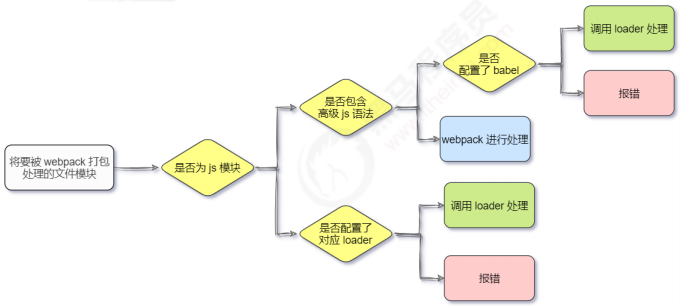 将要被 webpack 打包
处理的文件模块
是否为 js 模块
是否包含
高级 js 语法
是否
配置了 babel
调用 loader 处理
报错
webpack 进行处理
是否配置了
对应 loader
调用 loader 处理
报错